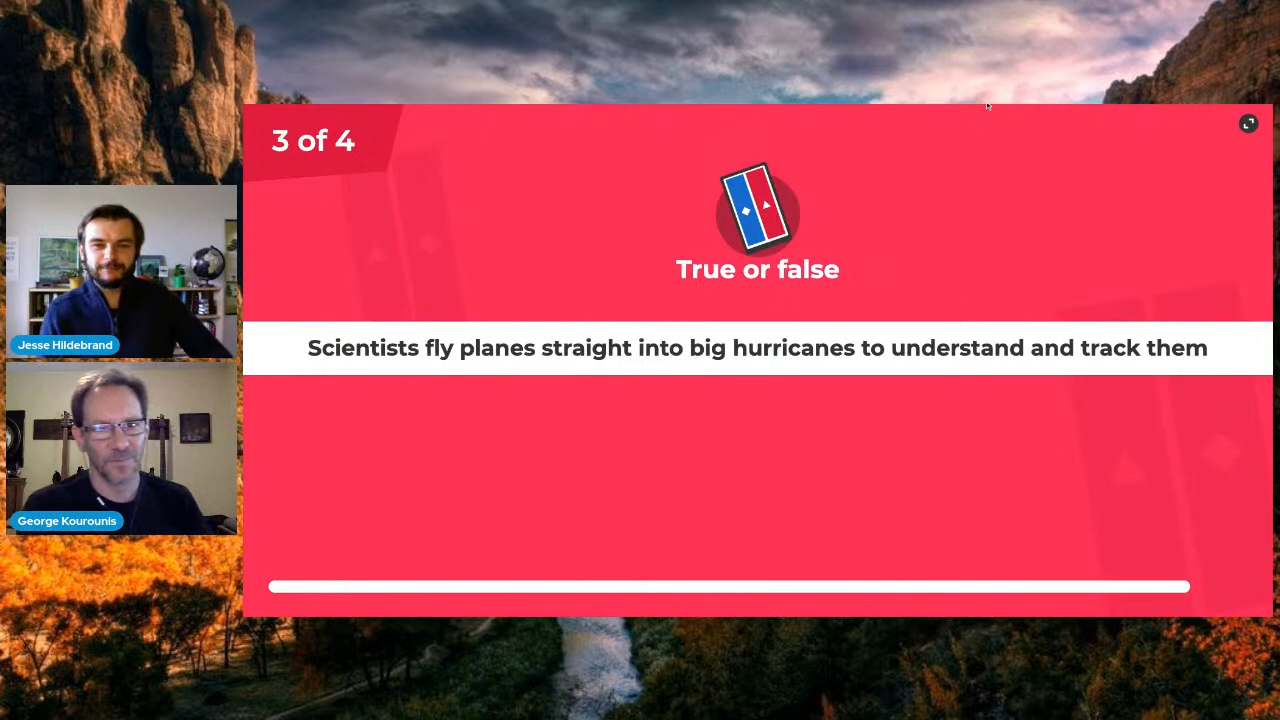 3 of 4
True or false
Scientists fly planes straight into big hurricanes to understand and track them
Jesse Hildebrand
George Kourounis